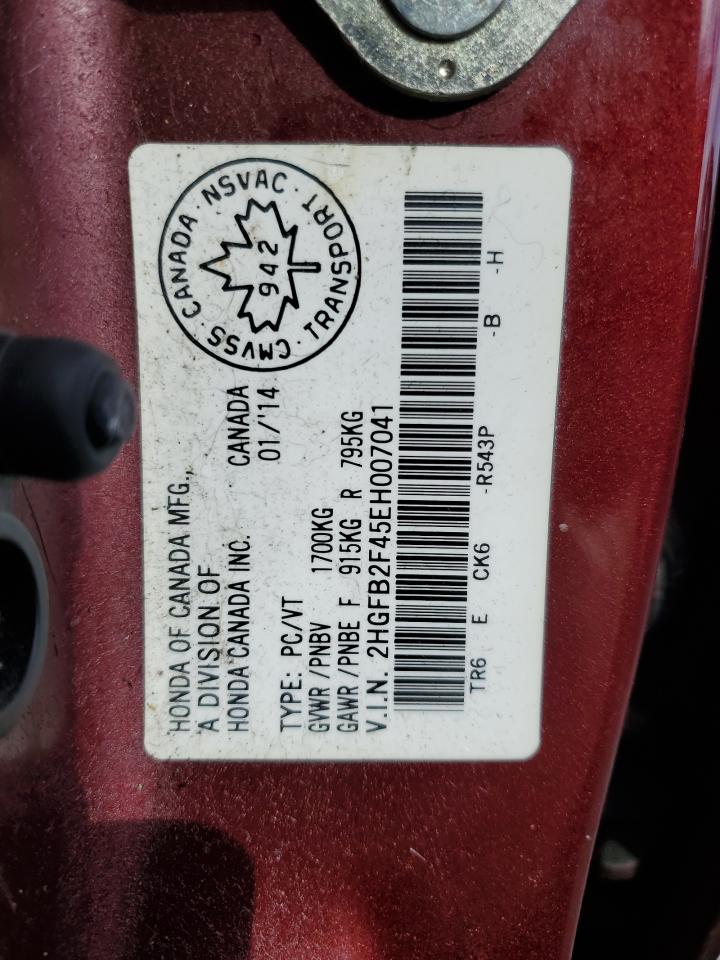 HONDA OF CANADA MFG.,
A DIVISION OF
HONDA CANADA INC.
CANADA
01/'14
CMVSS · CANADA · NSVAC · TRANSPORT ·
942
TYPE: PC/VT
GVWR /PNBV 1700KG
GAWR /PNBE F 915KG R 795KG
V.I.N. 2HGFB2F45EH007041
TR6 E CK6 -R543P -B -H